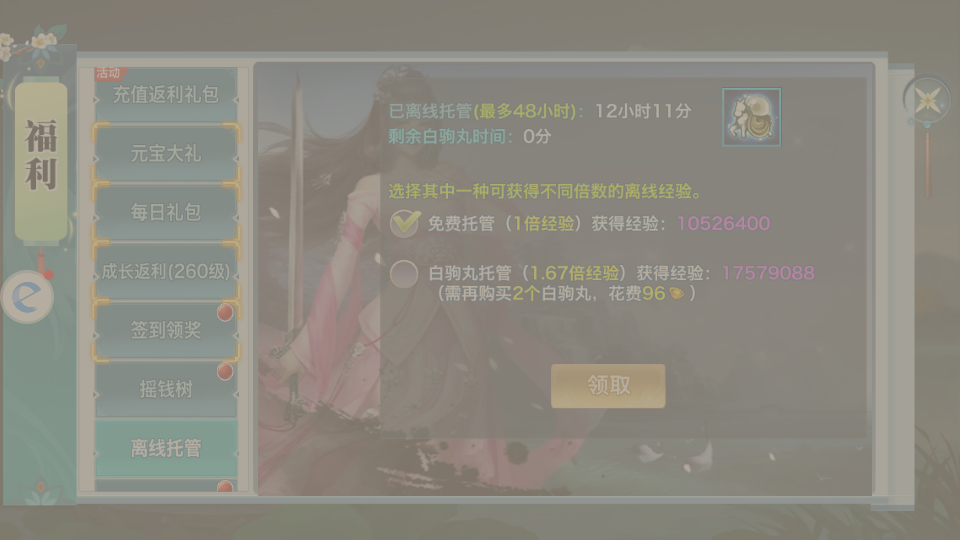 福利
活动
充值返利礼包
元宝大礼
每日礼包
成长返利(260级)
签到领奖
摇钱树
离线托管
已离线托管(最多48小时)：12小时11分
剩余白驹丸时间：0分
选择其中一种可获得不同倍数的离线经验。
免费托管（1倍经验）获得经验：10526400
白驹丸托管（1.67倍经验）获得经验：17579088
（需再购买2个白驹丸，花费96）
领取